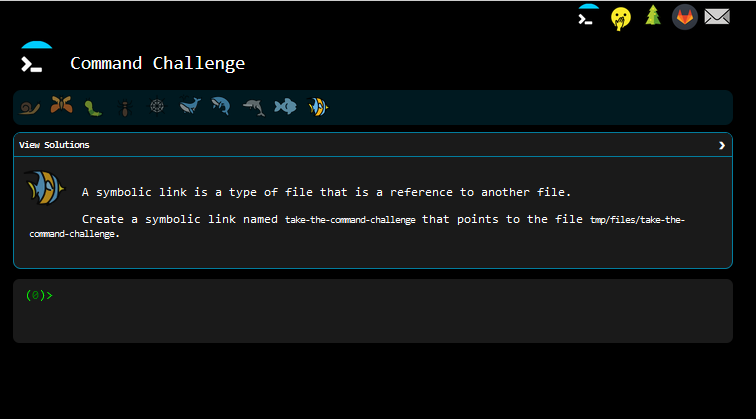 Command Challenge
View Solutions
A symbolic link is a type of file that is a reference to another file.
Create a symbolic link named take-the-command-challenge that points to the file tmp/files/take-the-
command-challenge.
(0)>